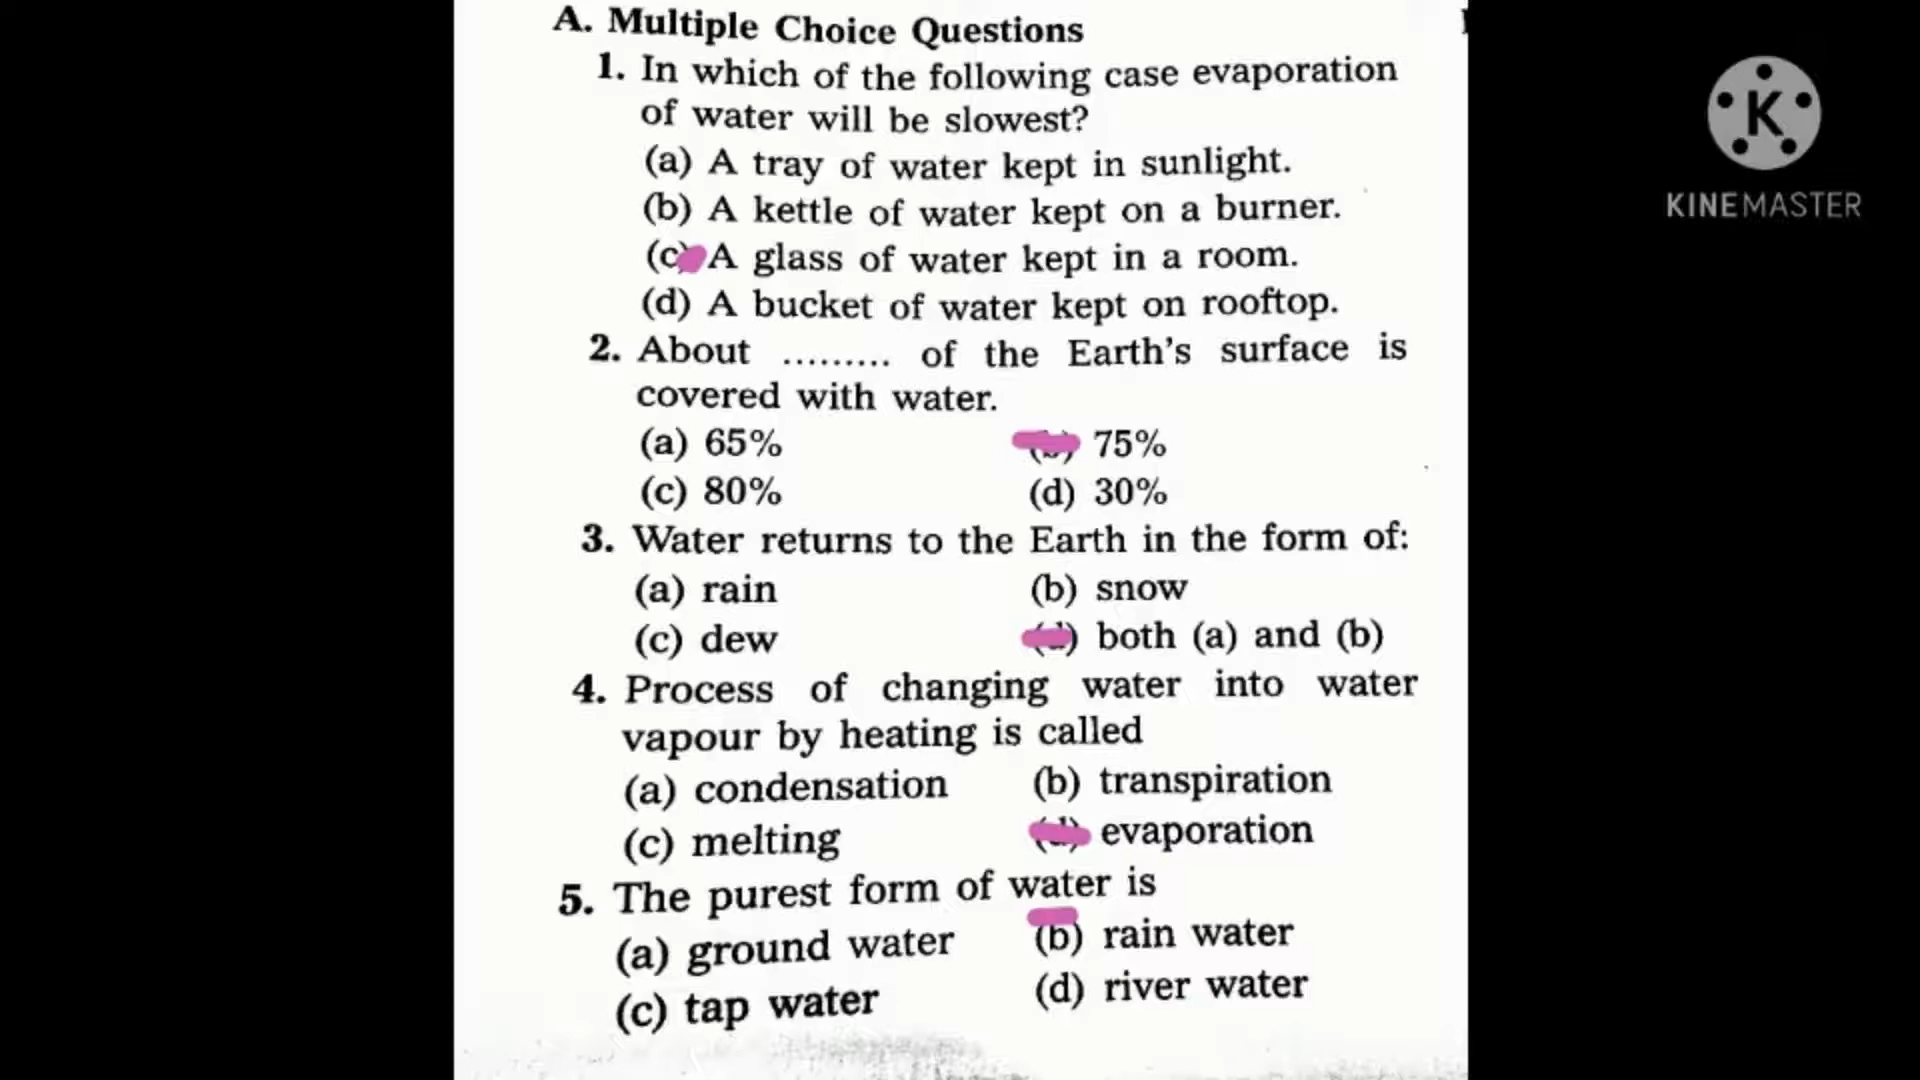 A. Multiple Choice Questions
1. In which of the following case evaporation
of water will be slowest?
(a) A tray of water kept in sunlight.
(b) A kettle of water kept on a burner.
(c) A glass of water kept in a room.
(d) A bucket of water kept on rooftop.
2. About ......... of the Earth's surface is
covered with water.
(a) 65% (b) 75%
(c) 80% (d) 30%
3. Water returns to the Earth in the form of:
(a) rain (b) snow
(c) dew (d) both (a) and (b)
4. Process of changing water into water
vapour by heating is called
(a) condensation (b) transpiration
(c) melting (d) evaporation
5. The purest form of water is
(a) ground water (b) rain water
(c) tap water (d) river water
K
KINEMASTER